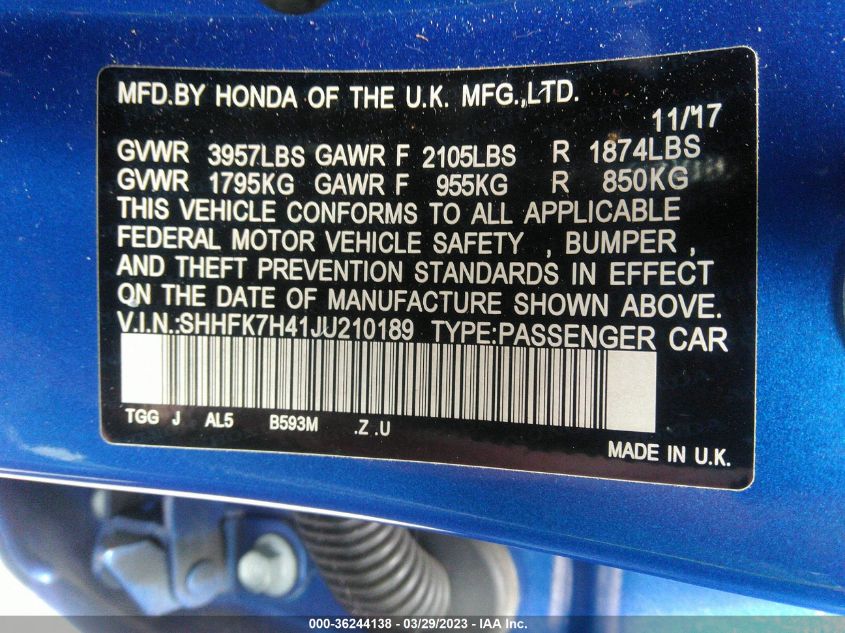 MFD.BY HONDA OF THE U.K. MFG.,LTD.
11/17
GVWR 3957LBS GAWR F 2105LBS R 1874LBS
GVWR 1795KG GAWR F 955KG R 850KG
THIS VEHICLE CONFORMS TO ALL APPLICABLE
FEDERAL MOTOR VEHICLE SAFETY , BUMPER ,
AND THEFT PREVENTION STANDARDS IN EFFECT
ON THE DATE OF MANUFACTURE SHOWN ABOVE.
V.I.N.:SHHFK7H41JU210189 TYPE:PASSENGER CAR
TGG J AL5 B593M .Z .U
MADE IN U.K.
000-36244138 - 03/29/2023 - IAA Inc.